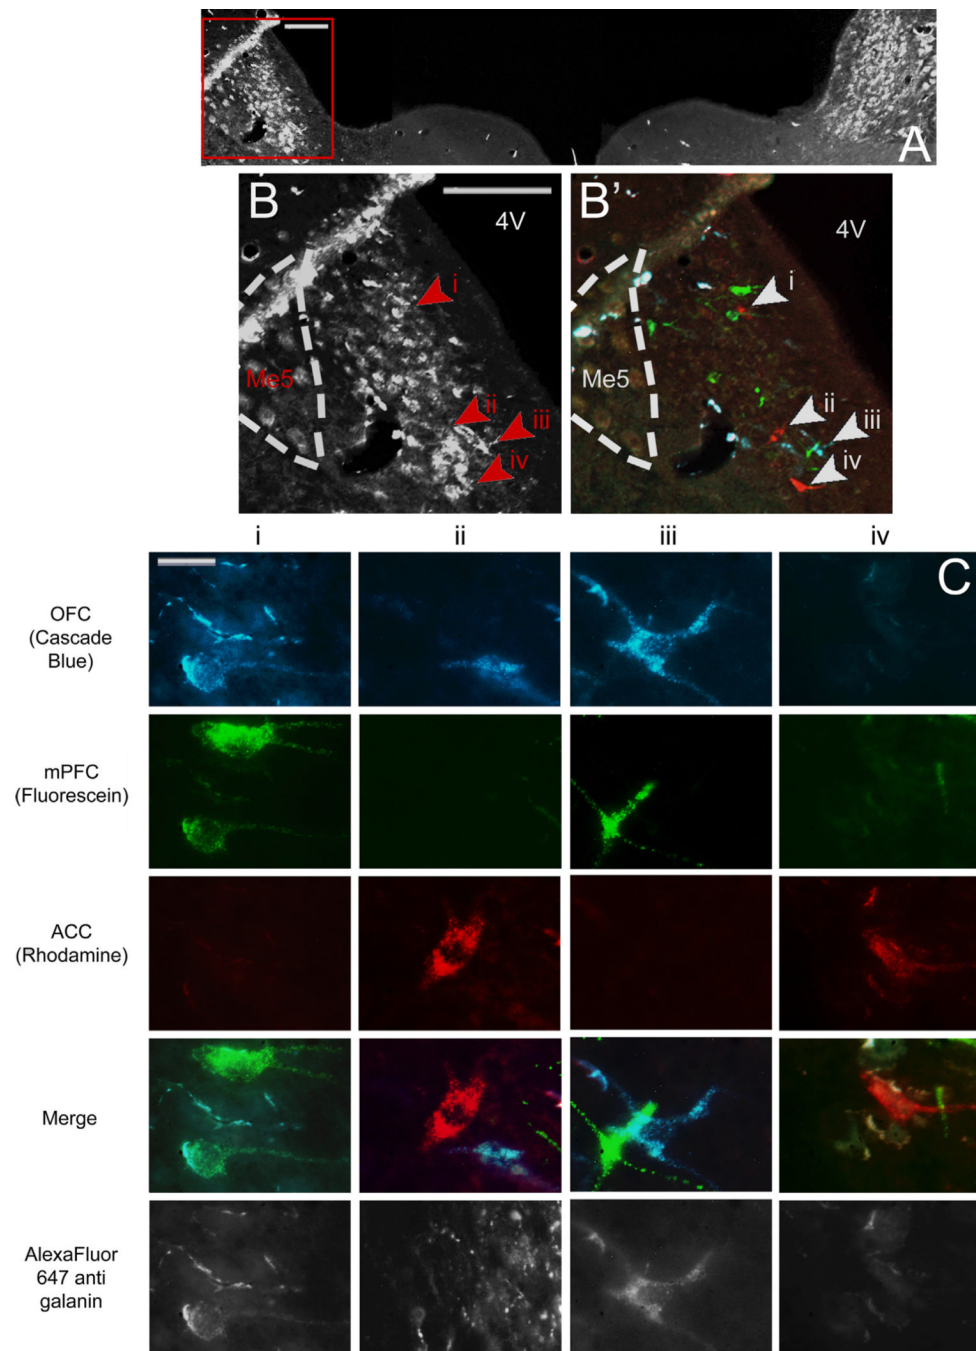 A
B
4V
i
Me5
ii
iii
iv
B'
4V
i
Me5
ii
iii
iv
i
ii
iii
iv
C
OFC
(Cascade
Blue)
mPFC
(Fluorescein)
ACC
(Rhodamine)
Merge
AlexaFluor
647 anti
galanin